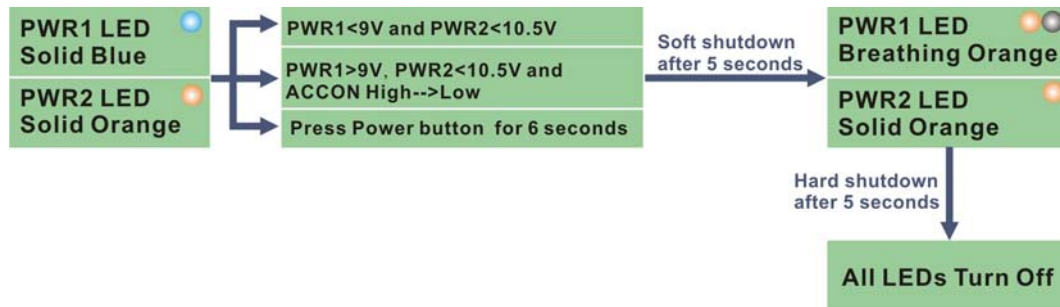 PWR1 LED
Solid Blue
PWR2 LED
Solid Orange
PWR1<9V and PWR2<10.5V
PWR1>9V, PWR2<10.5V and
ACCON High-->Low
Press Power button for 6 seconds
Soft shutdown
after 5 seconds
PWR1 LED
Breathing Orange
PWR2 LED
Solid Orange
Hard shutdown
after 5 seconds
All LEDs Turn Off